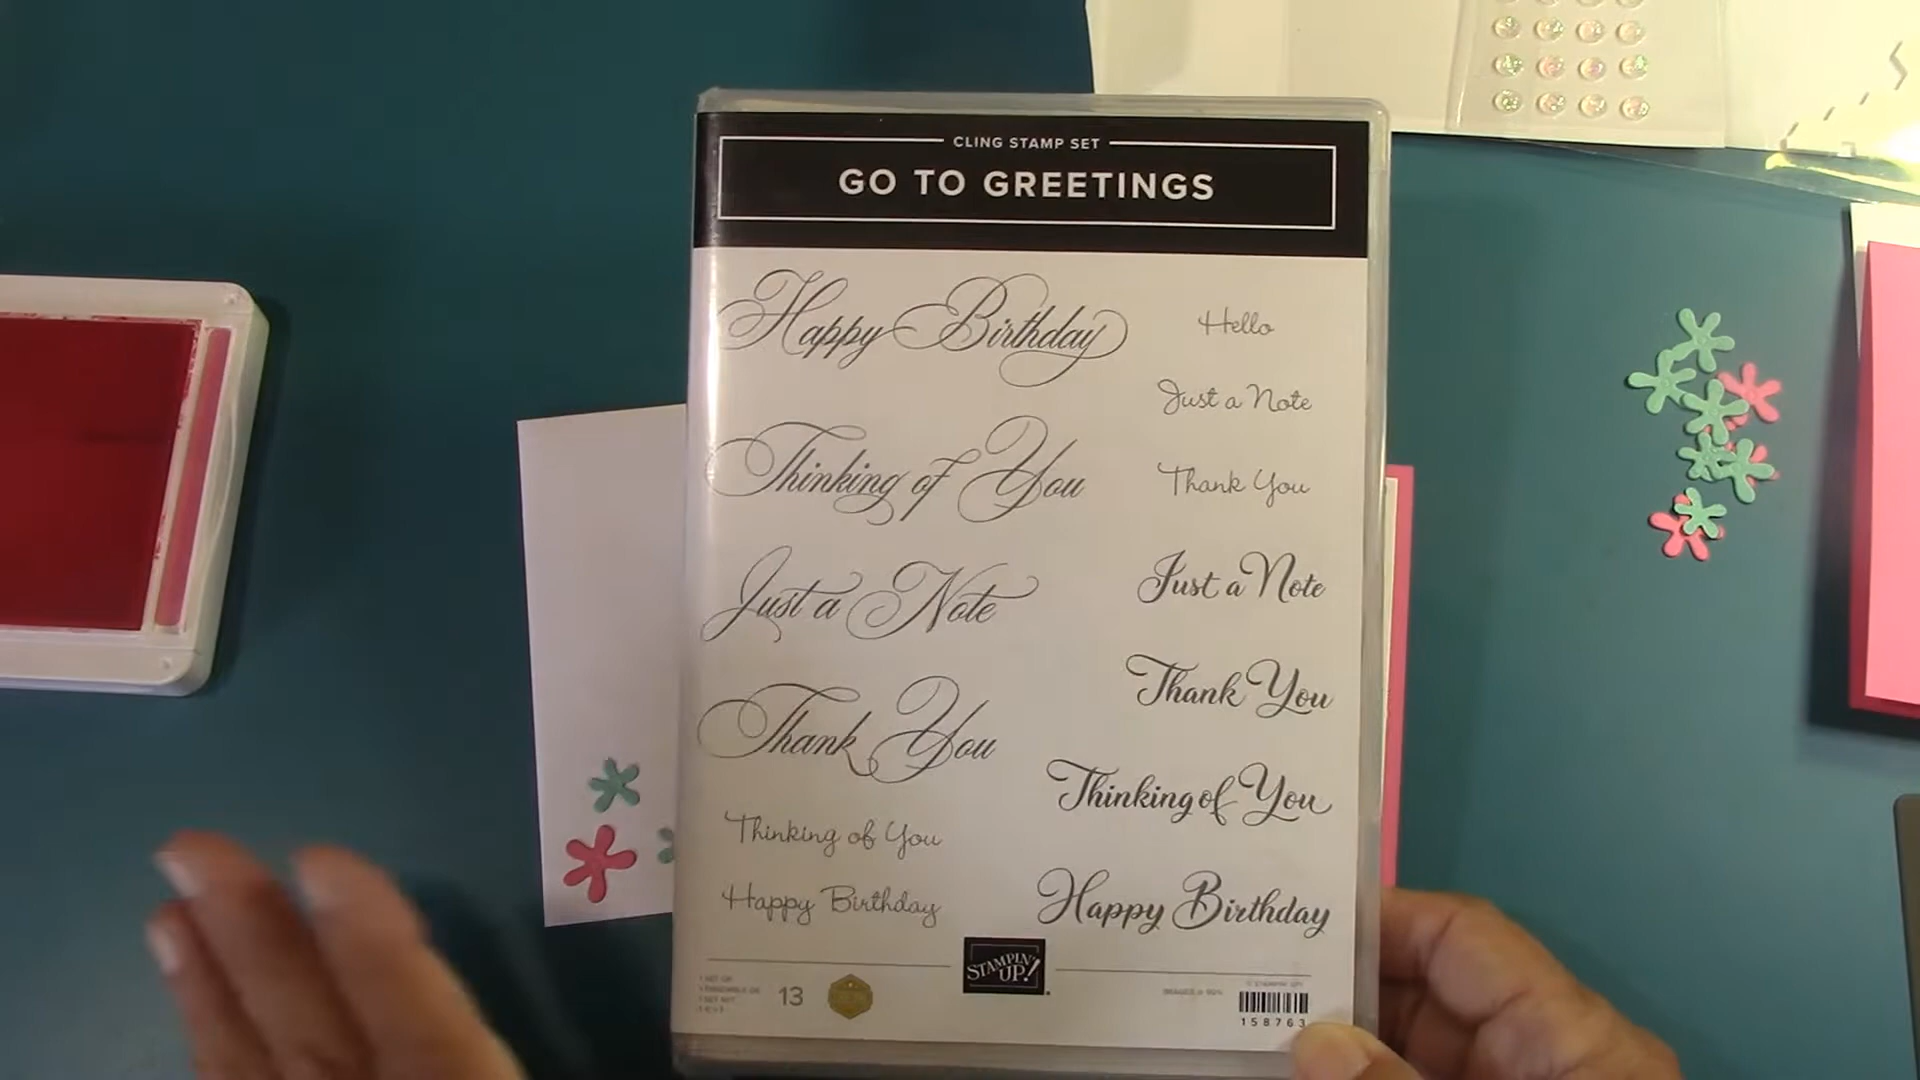 CLING STAMP SET
GO TO GREETINGS
Happy Birthday
Hello
Just a Note
Thinking of You
Thank You
Just a Note
Just a Note
Thank You
Thank You
Thinking of You
Thinking of You
Happy Birthday
Happy Birthday
STAMPIN' UP!
13
158763